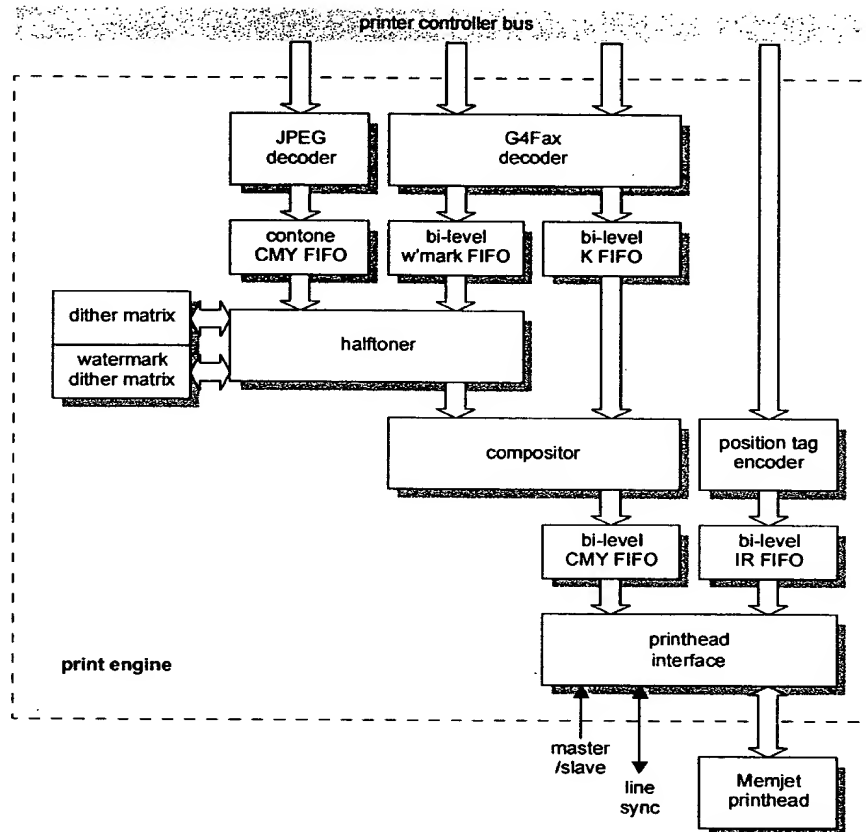 printer controller bus
JPEG
decoder
G4Fax
decoder
contone
CMY FIFO
bi-level
w'mark FIFO
bi-level
K FIFO
dither matrix
watermark
dither matrix
halftoner
compositor
position tag
encoder
bi-level
CMY FIFO
bi-level
IR FIFO
printhead
interface
print engine
master
/slave
line
sync
Memjet
printhead